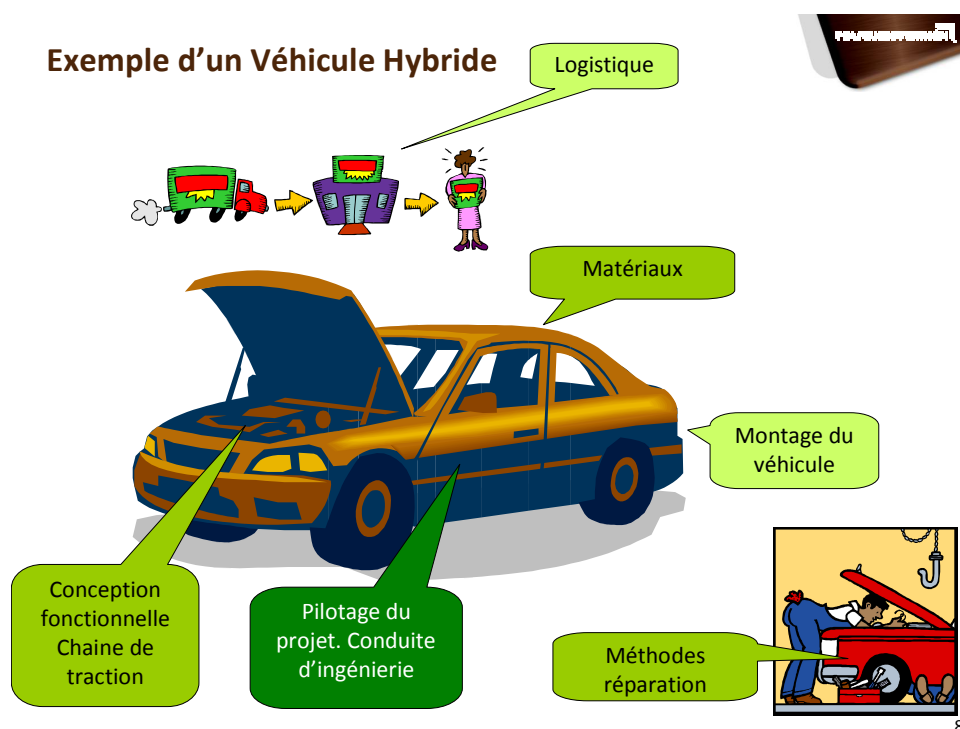 Exemple d’un Véhicule Hybride
Logistique
Matériaux
Montage du
véhicule
Conception
fonctionnelle
Chaine de
traction
Pilotage du
projet. Conduite
d’ingénierie
Méthodes
réparation
8